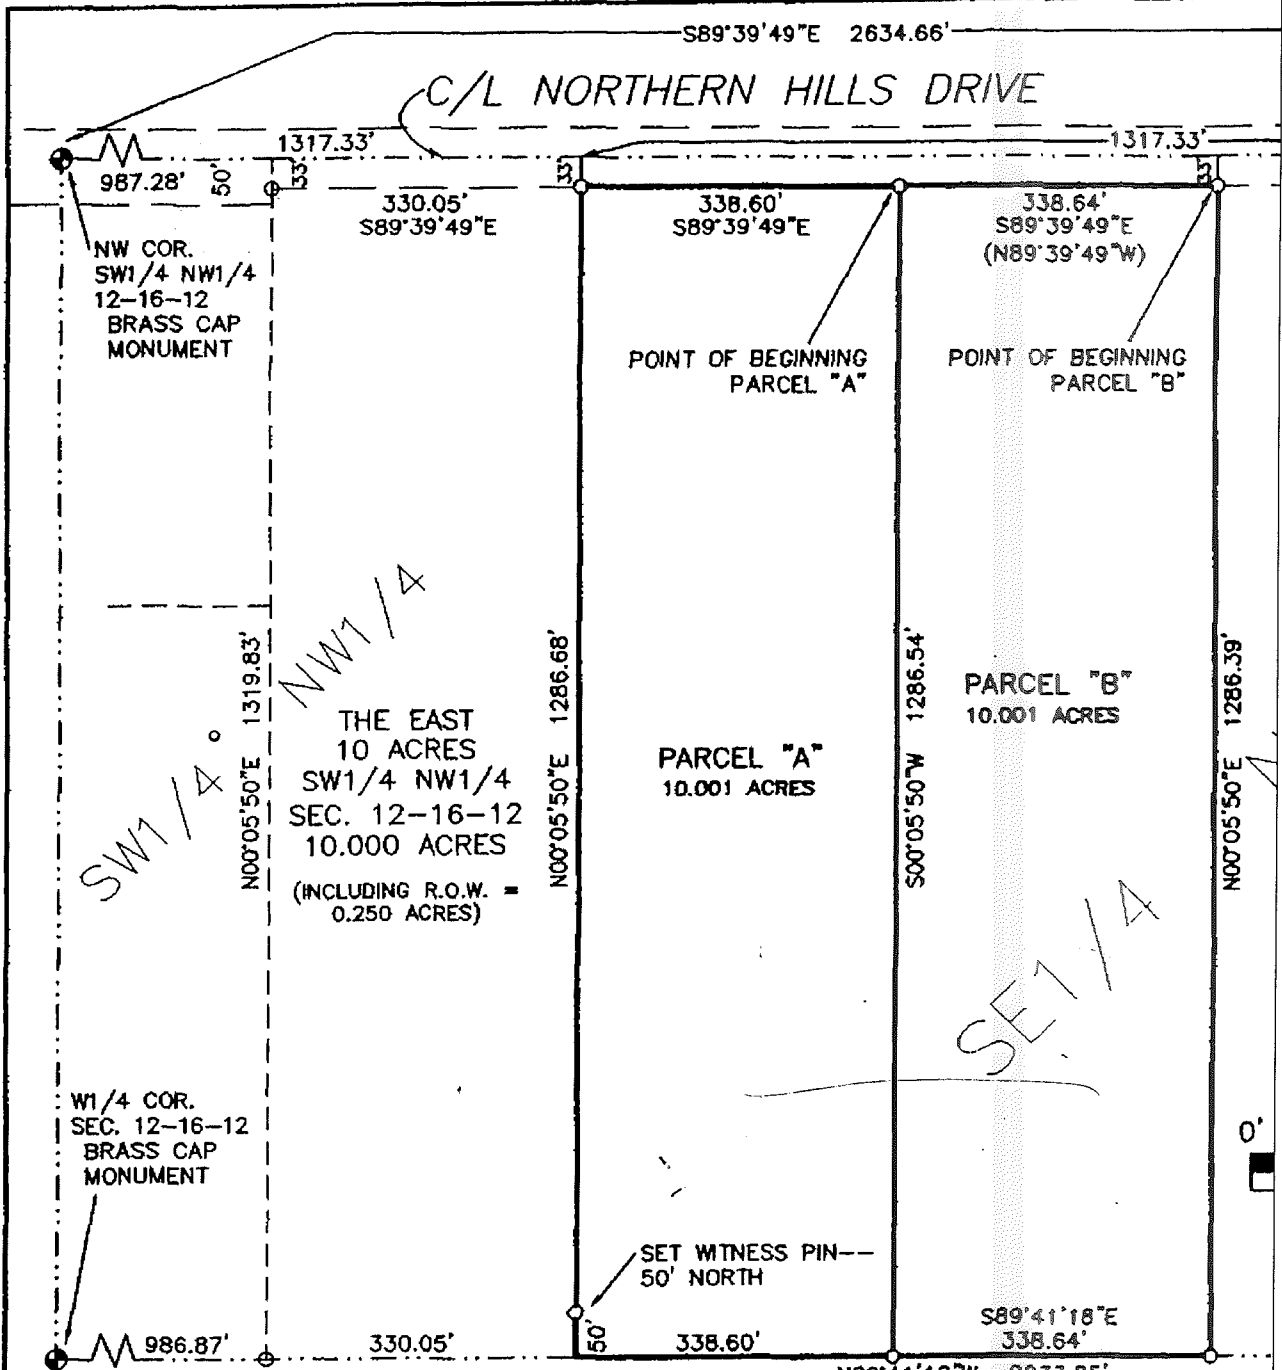 S89°39'49"E 2634.66'
C/L NORTHERN HILLS DRIVE
1317.33'
1317.33'
987.28'
50'
33'
33'
33'
330.05'
S89°39'49"E
338.60'
S89°39'49"E
338.64'
S89°39'49"E
(N89°39'49"W)
NW COR.
SW1/4 NW1/4
12-16-12
BRASS CAP
MONUMENT
POINT OF BEGINNING
PARCEL "A"
POINT OF BEGINNING
PARCEL "B"
SW1/4
NW1/4
N00°05'50"E 1319.83'
THE EAST
10 ACRES
SW1/4 NW1/4
SEC. 12-16-12
10.000 ACRES
(INCLUDING R.O.W. =
0.250 ACRES)
N00°05'50"E 1286.68'
PARCEL "A"
10.001 ACRES
S00°05'50"W 1286.54'
PARCEL "B"
10.001 ACRES
N00°05'50"E 1286.39'
SE1/4
W1/4 COR.
SEC. 12-16-12
BRASS CAP
MONUMENT
0'
SET WITNESS PIN--
50' NORTH
986.87'
330.05'
50'
338.60'
S89°41'18"E
338.64'